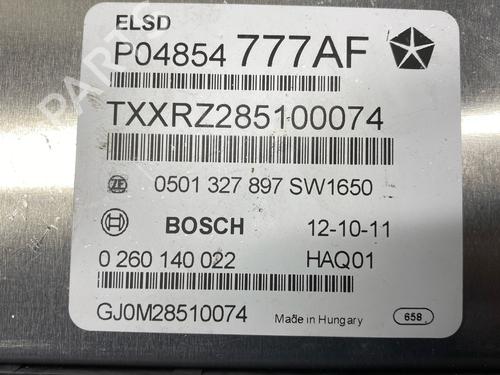 ELSD
P04854 777AF
TXXRZ285100074
ZF 0501 327 897 SW1650
BOSCH 12-10-11
0 260 140 022 HAQ01
GJ0M28510074 Made in Hungary 658